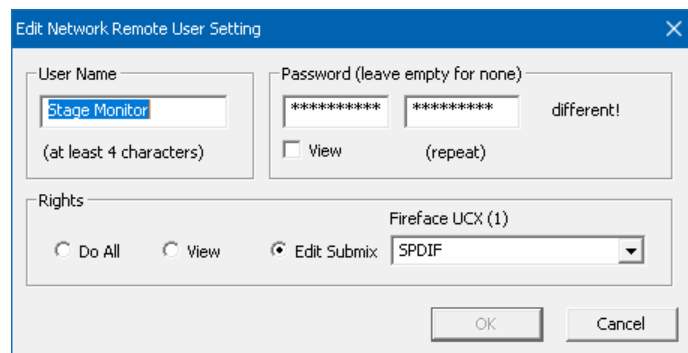 Edit Network Remote User Setting
User Name
Password (leave empty for none)
Stage Monitor
********** ********* different!
(at least 4 characters)
View (repeat)
Rights
Fireface UCX (1)
Do All View Edit Submix SPDIF
OK Cancel